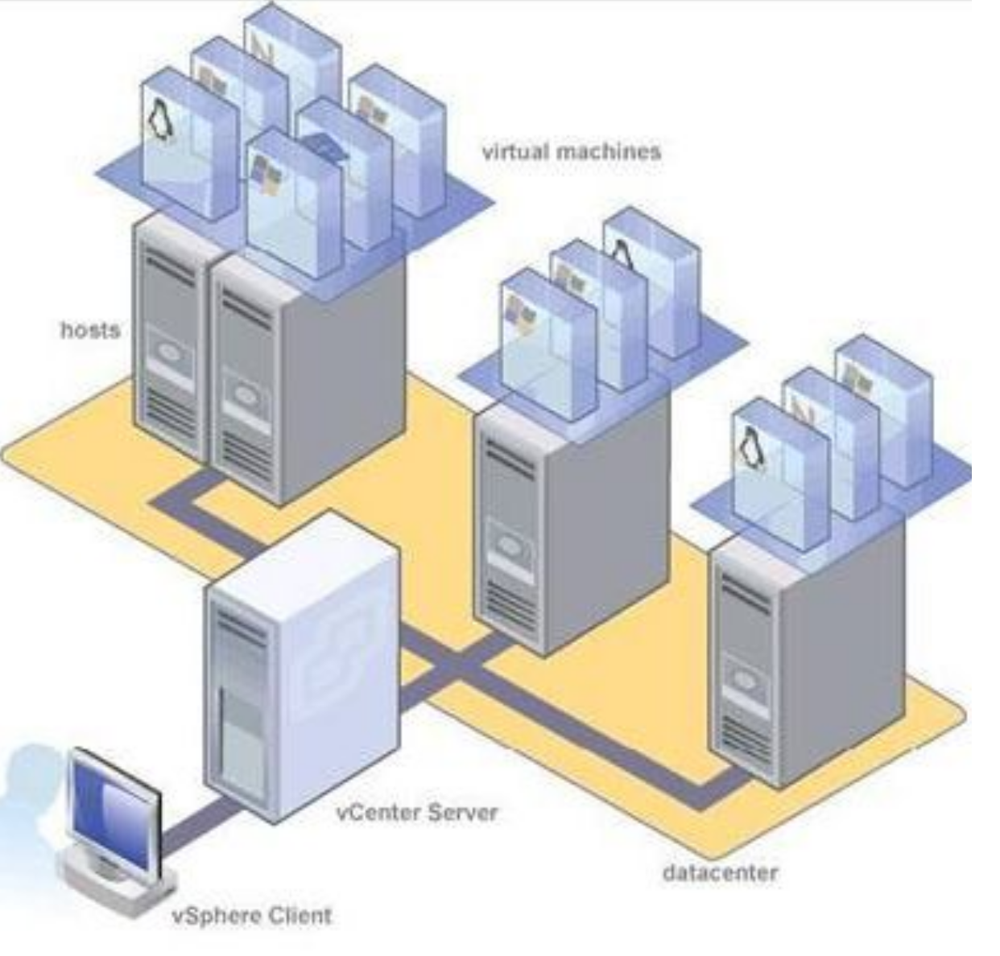 virtual machines
hosts
vCenter Server
datacenter
vSphere Client